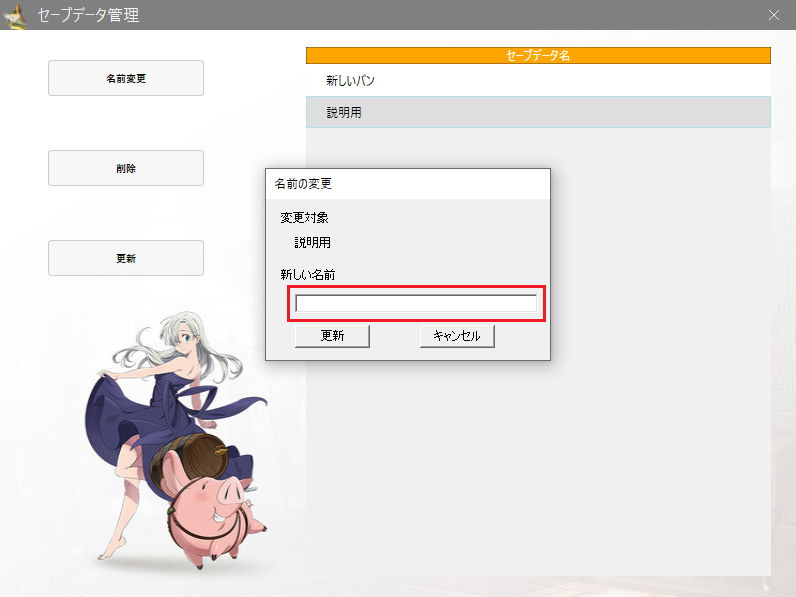 セーブデータ管理
名前変更
削除
更新
セーブデータ名
新しいバン
説明用
名前の変更
変更対象
説明用
新しい名前
更新
キャンセル